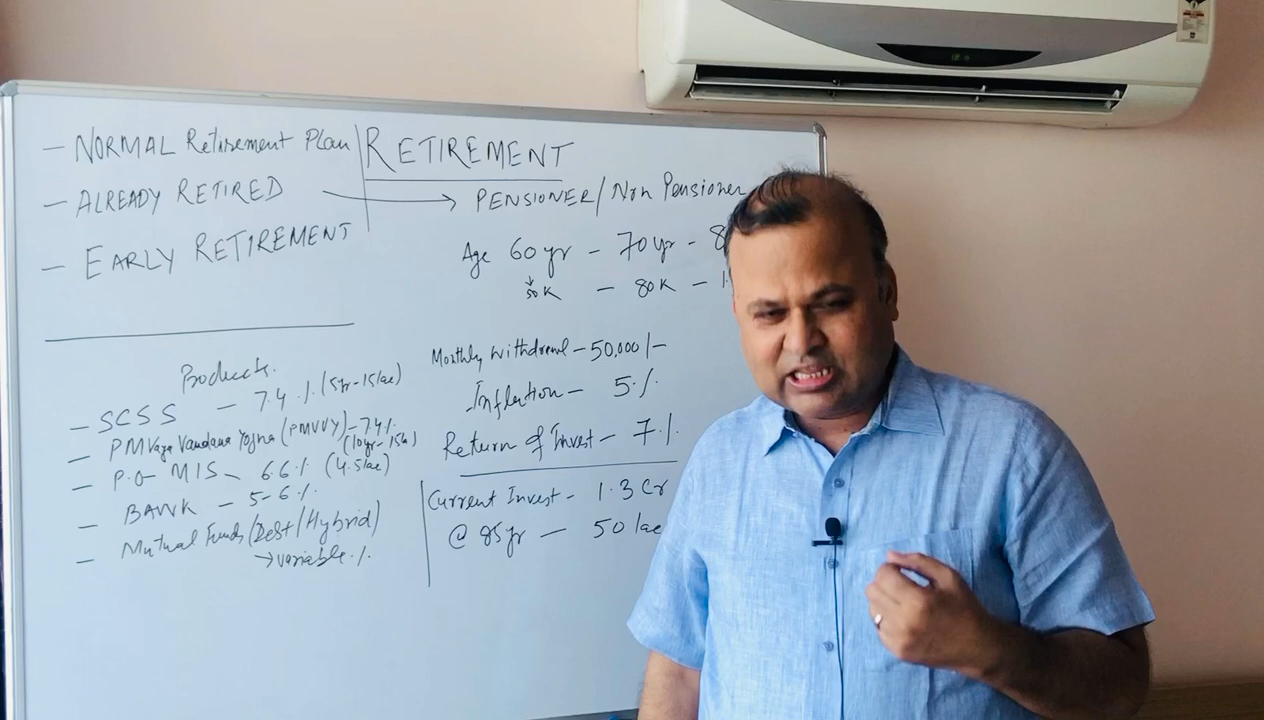 - NORMAL Retirement Plan
- ALREADY RETIRED
- EARLY RETIREMENT
RETIREMENT
PENSIONER/Non Pensioner
Age 60yr - 70yr - 8
50K - 80K - 1.
Products.
- SCSS - 7.4 % (5yr-15lac)
- PM Vaya Vandana Yojna (PMVVY) - 7.4%
(10yr-15la)
- P.O- MIS - 6.6% (4.5lac)
- BANK - 5-6%
- Mutual Funds/Debt/Hybrid)
→variable %
Monthly Withdrawal - 50,000/-
Inflation - 5%
Return of Invest - 7%
Current Invest - 1.3 Cr
@ 85yr - 50 lac